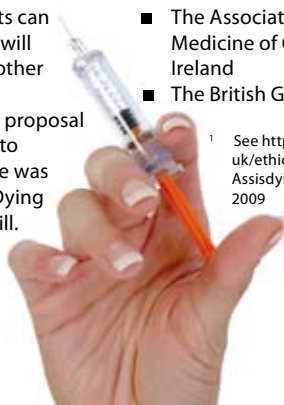 ts can
will
other
proposal
to
e was
Dying
ill.
■ The Associat
Medicine of
Ireland
■ The British G
1 See http
uk/ethic
Assisdyi
2009